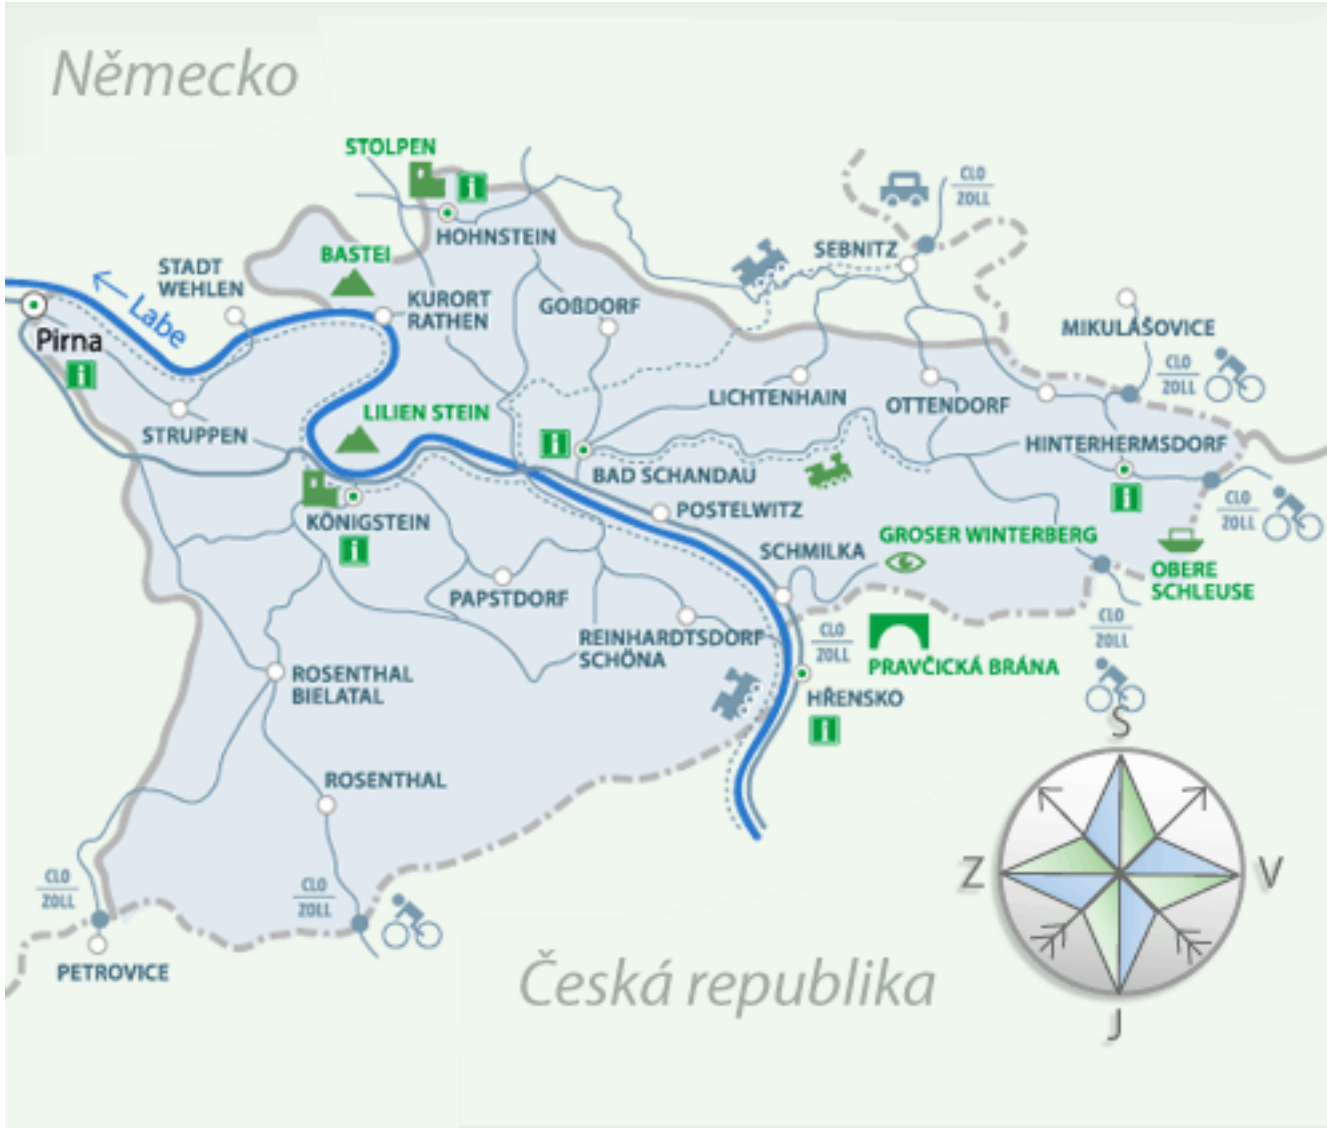 Německo
STOLPEN
i
HOHNSTEIN
CLO
ZOLL
SEBNITZ
BASTEI
STADT
WEHLEN
KURORT
RATHEN
GOßDORF
MIKULÁŠOVICE
Labe
Pirna
i
CLO
ZOLL
LICHTENHAIN
OTTENDORF
LILIEN STEIN
STRUPPEN
i
HINTERHERMSDORF
BAD SCHANDAU
i
CLO
ZOLL
KÖNIGSTEIN
i
POSTELWITZ
SCHMILKA
GROSER WINTERBERG
OBERE
SCHLEUSE
PAPSTDORF
CLO
ZOLL
CLO
ZOLL
REINHARDTSDORF
SCHÖNA
PRAVČICKÁ BRÁNA
ROSENTHAL
BIELATAL
HŘENSKO
i
ROSENTHAL
S
Z
V
J
CLO
ZOLL
CLO
ZOLL
PETROVICE
Česká republika